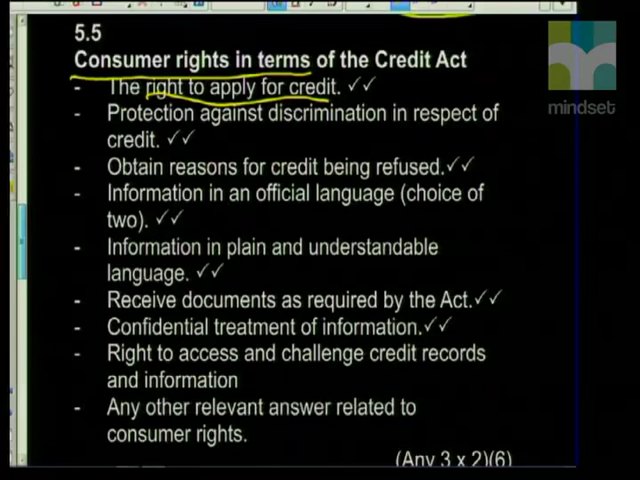 5.5
Consumer rights in terms of the Credit Act
- The right to apply for credit. ✓✓
- Protection against discrimination in respect of
credit. ✓✓
- Obtain reasons for credit being refused.✓✓
- Information in an official language (choice of
two). ✓✓
- Information in plain and understandable
language. ✓✓
- Receive documents as required by the Act.✓✓
- Confidential treatment of information.✓✓
- Right to access and challenge credit records
and information
- Any other relevant answer related to
consumer rights.
(Any 3 x 2)(6)
mindset